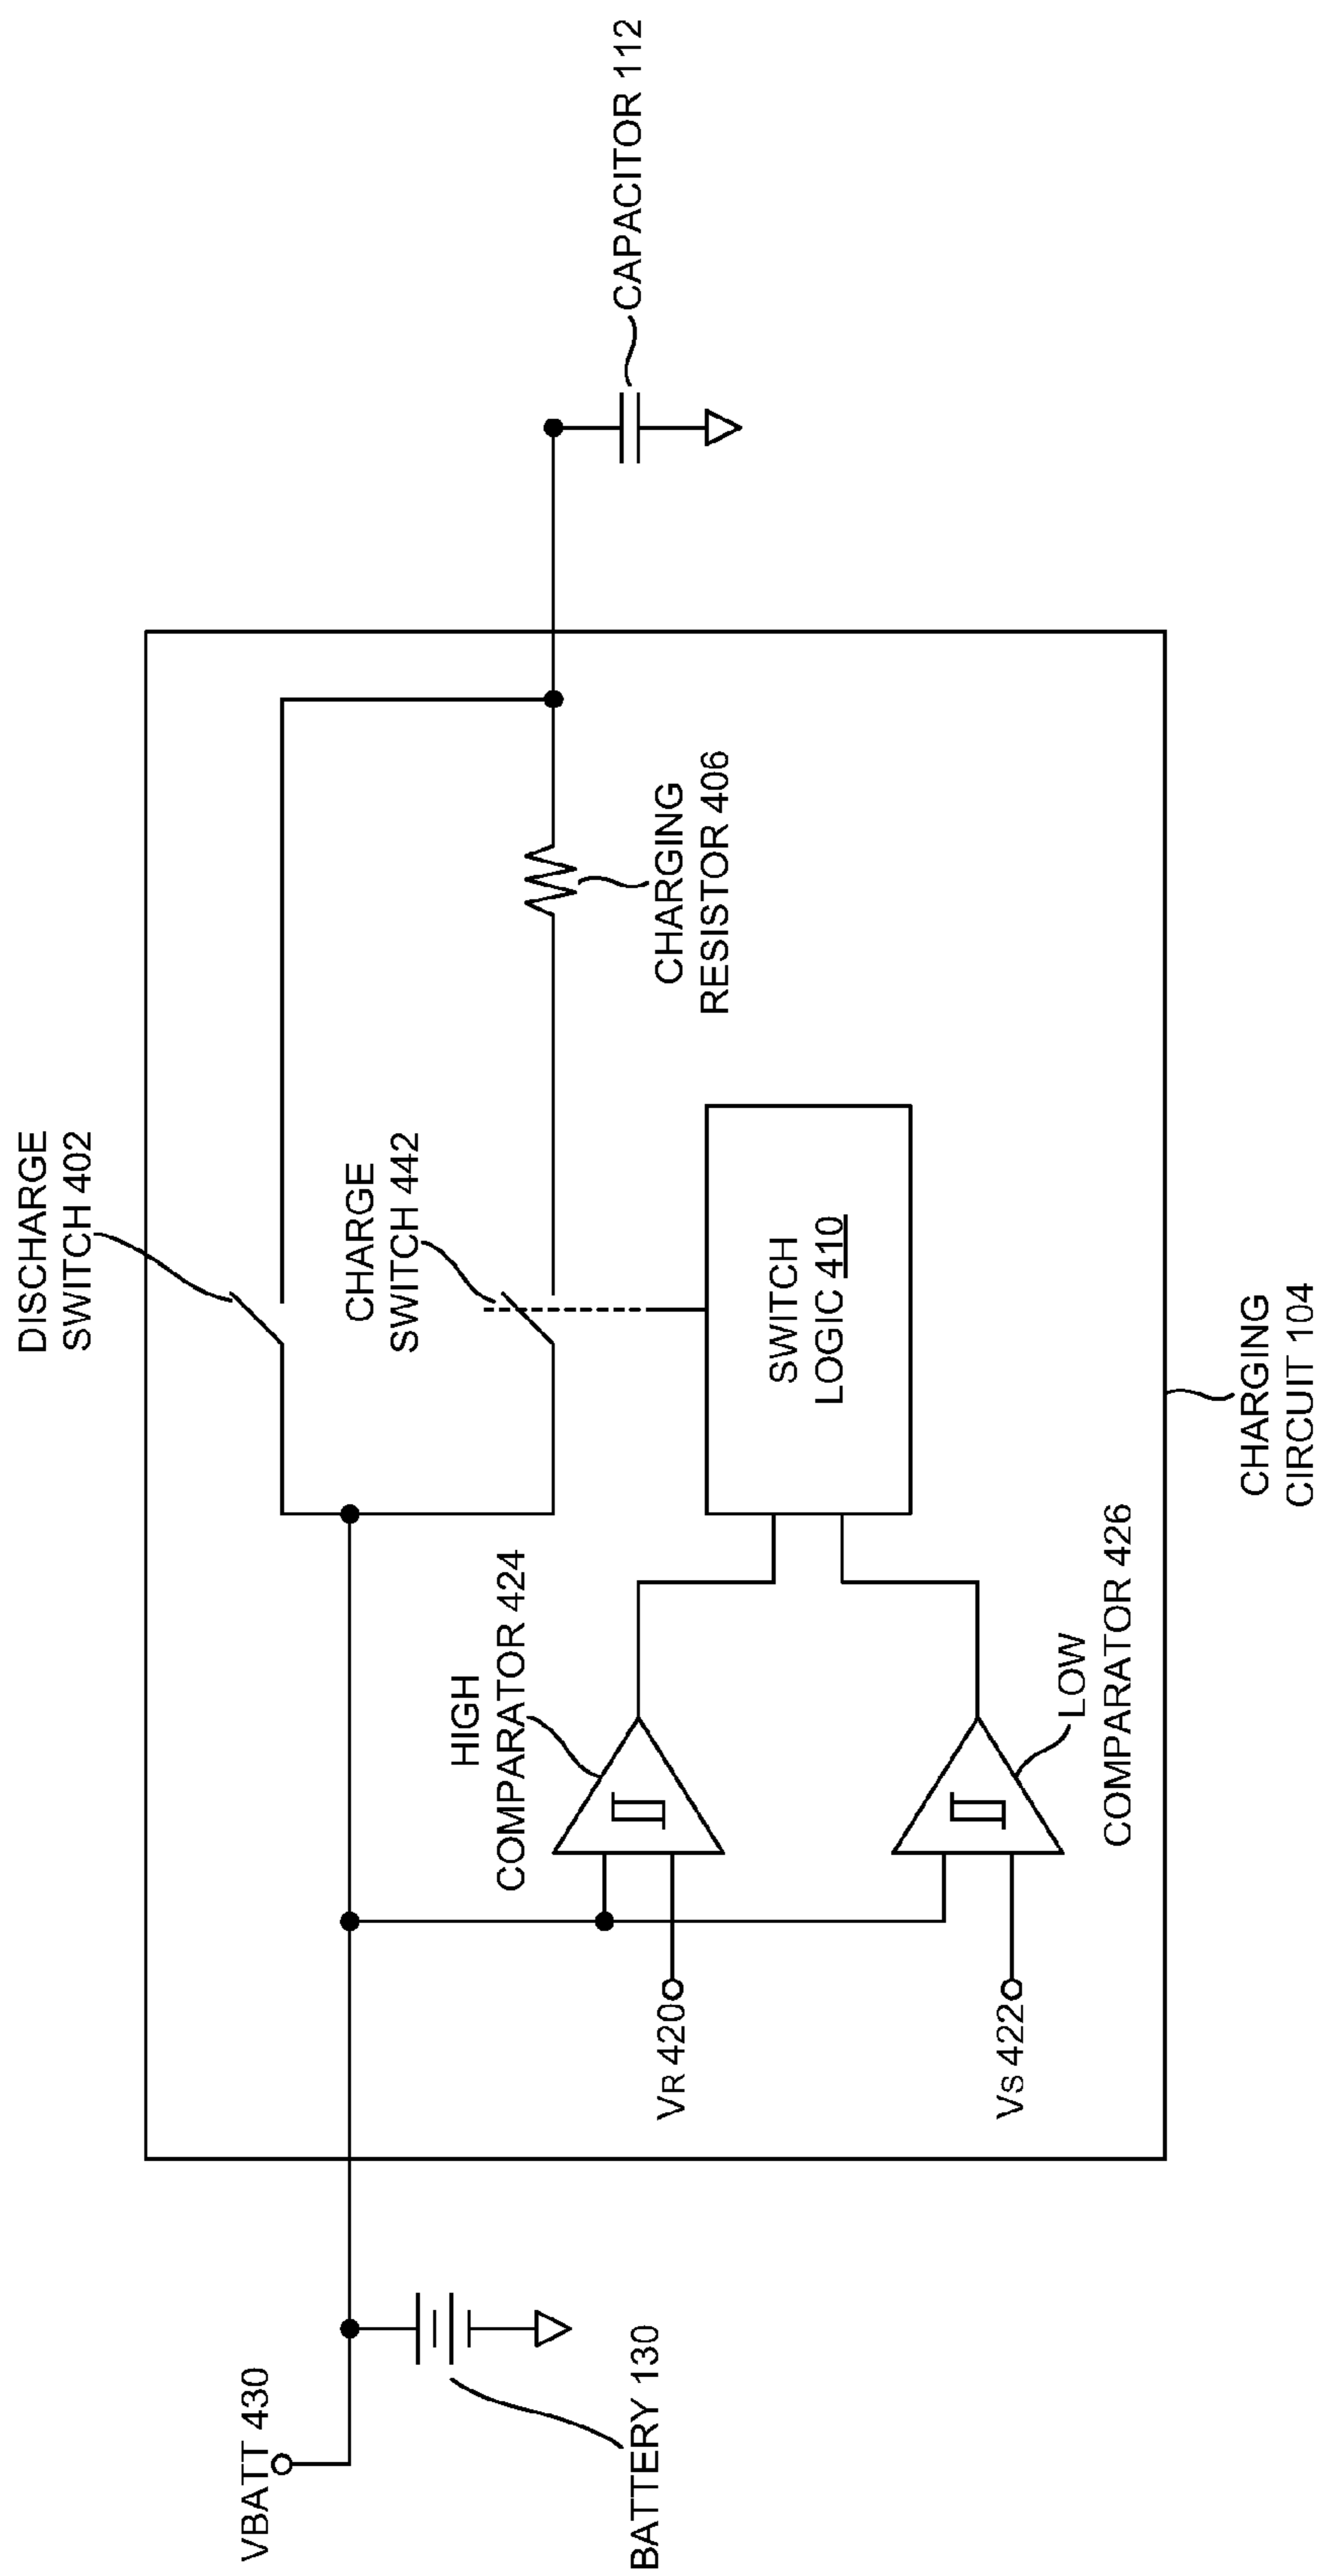 DISCHARGE
SWITCH 402
CHARGE
SWITCH 442
CAPACITOR 112
CHARGING
RESISTOR 406
SWITCH
LOGIC 410
HIGH
COMPARATOR 424
LOW
COMPARATOR 426
VR 420
VS 422
VBATT 430
BATTERY 130
CHARGING
CIRCUIT 104